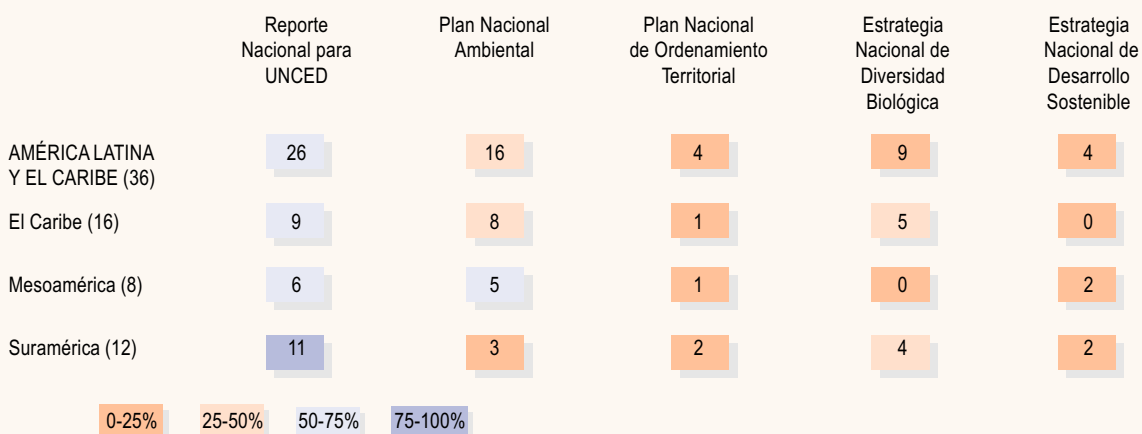 Reporte
Nacional para
UNCED
Plan Nacional
Ambiental
Plan Nacional
de Ordenamiento
Territorial
Estrategia
Nacional de
Diversidad
Biológica
Estrategia
Nacional de
Desarrollo
Sostenible
AMÉRICA LATINA
Y EL CARIBE (36)
26 16 4 9 4
El Caribe (16) 9 8 1 5 0
Mesoamérica (8) 6 5 1 0 2
Suramérica (12) 11 3 2 4 2
0-25% 25-50% 50-75% 75-100%